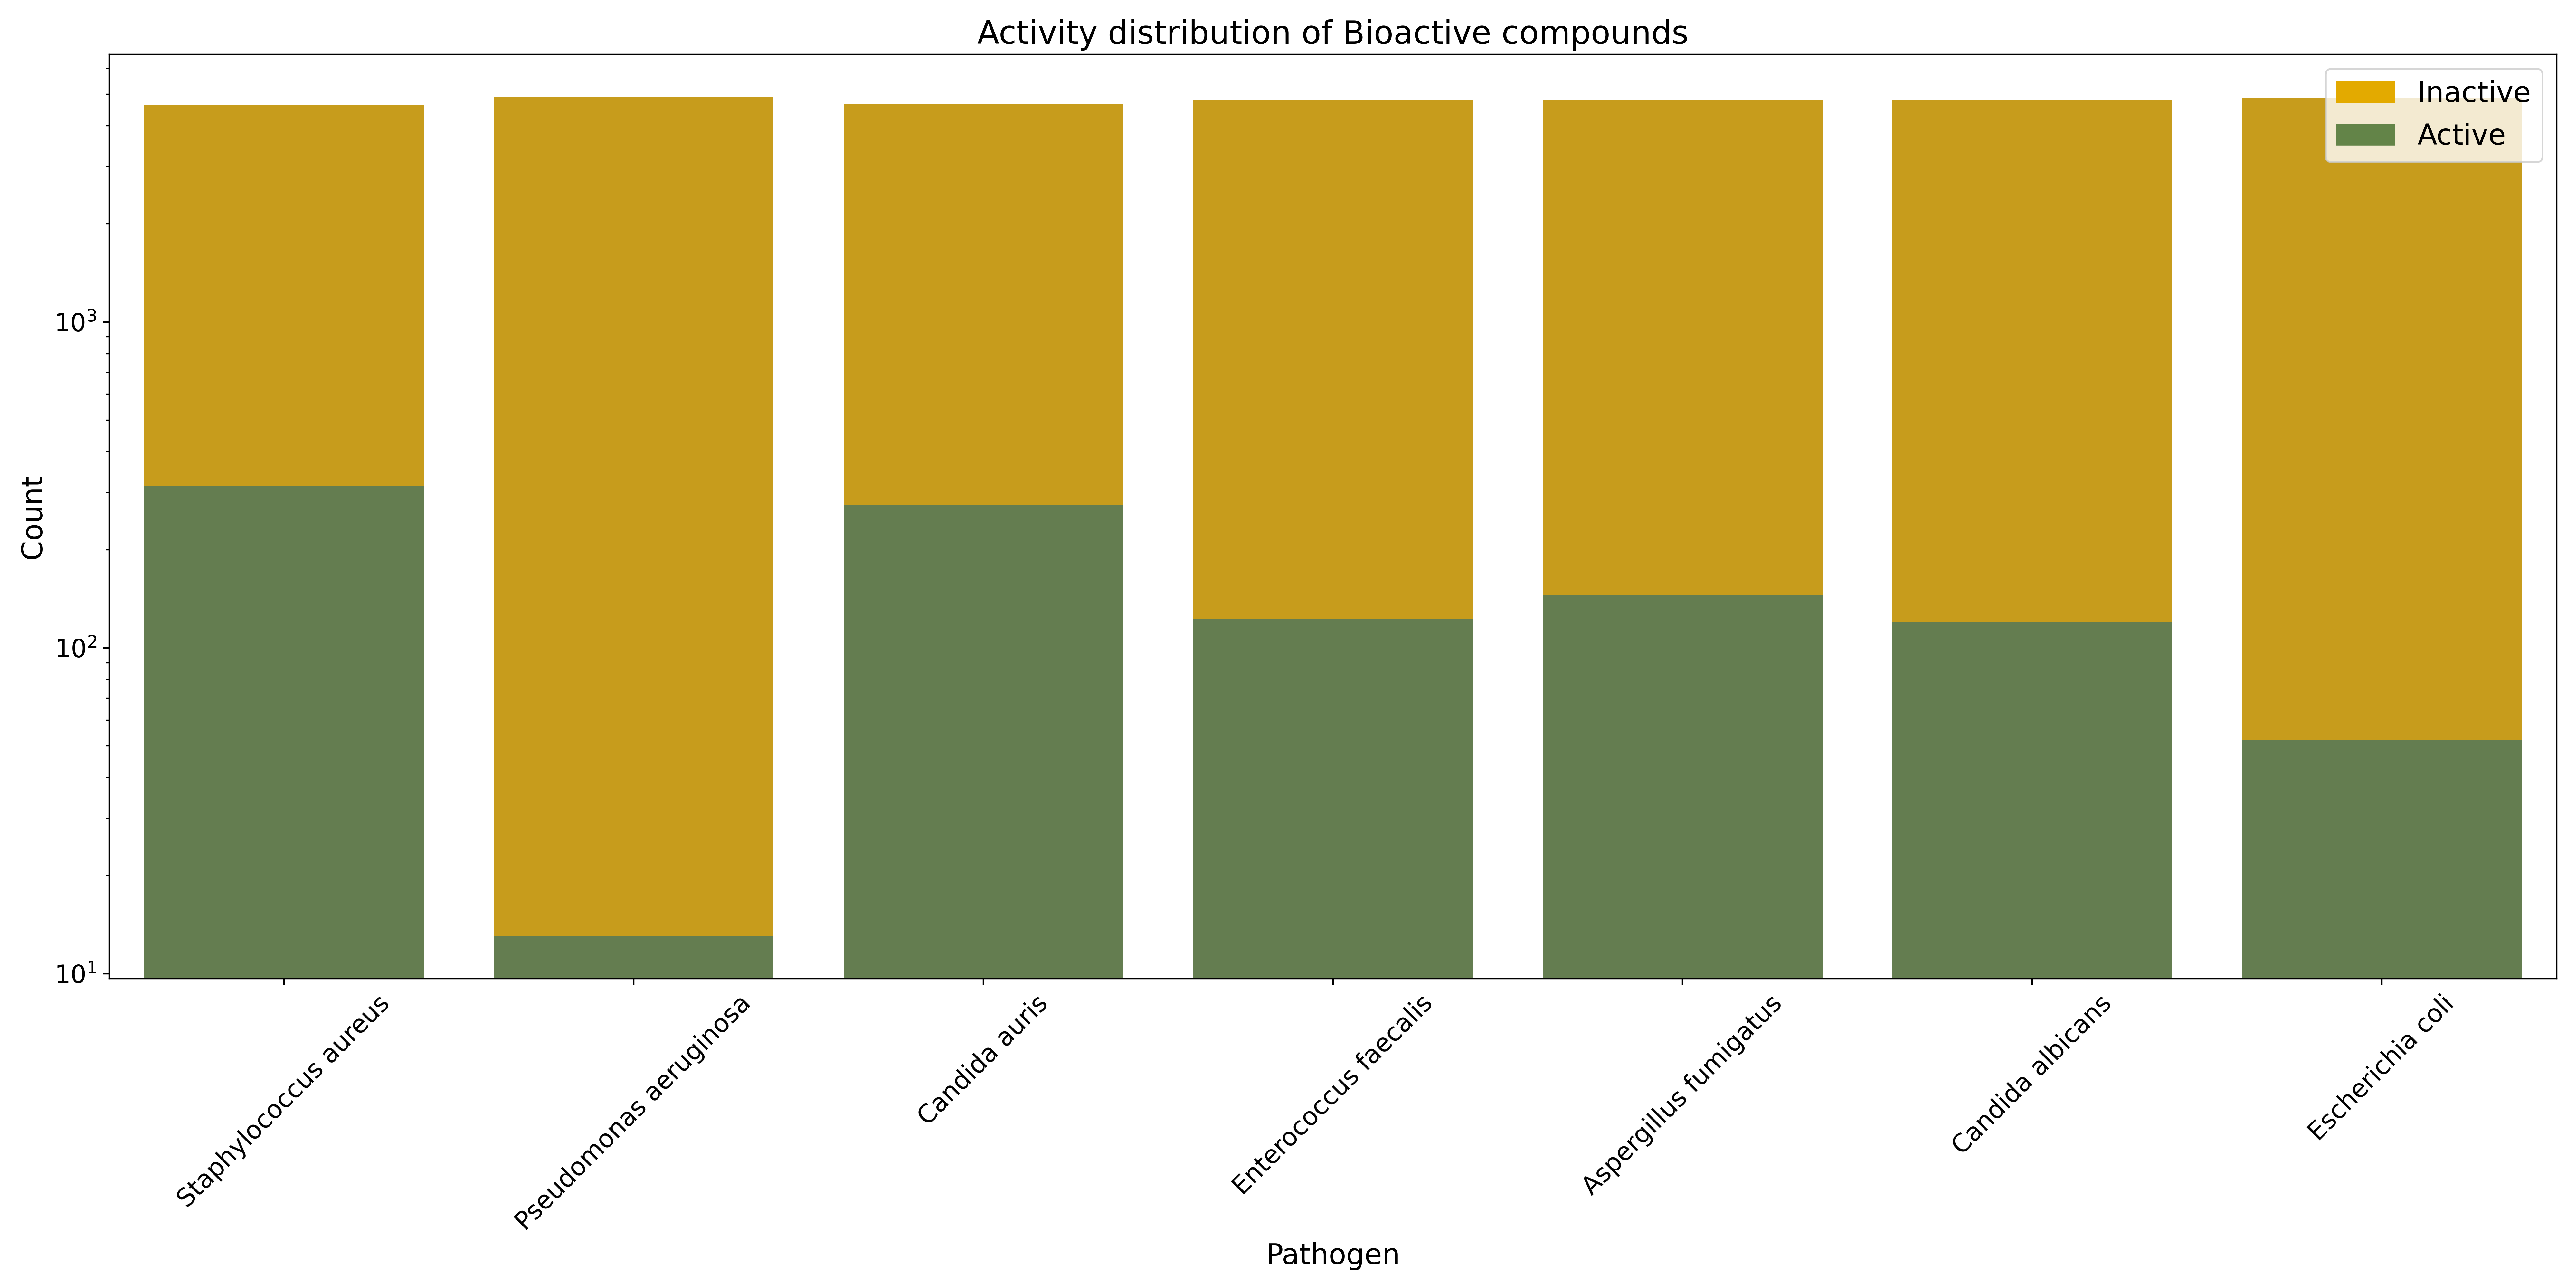 Activity distribution of Bioactive compounds
Inactive
Active
Count
10³
10²
10¹
Staphylococcus aureus
Pseudomonas aeruginosa
Candida auris
Enterococcus faecalis
Aspergillus fumigatus
Candida albicans
Escherichia coli
Pathogen